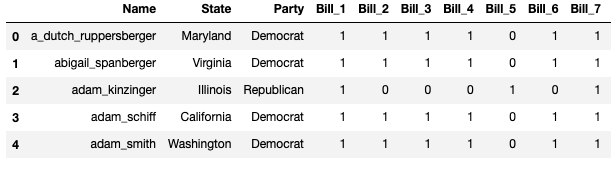 Name State Party Bill_1 Bill_2 Bill_3 Bill_4 Bill_5 Bill_6 Bill_7
0 a_dutch_ruppersberger Maryland Democrat 1 1 1 1 0 1 1
1 abigail_spanberger Virginia Democrat 1 1 1 1 0 1 1
2 adam_kinzinger Illinois Republican 1 0 0 0 1 0 1
3 adam_schiff California Democrat 1 1 1 1 0 1 1
4 adam_smith Washington Democrat 1 1 1 1 0 1 1